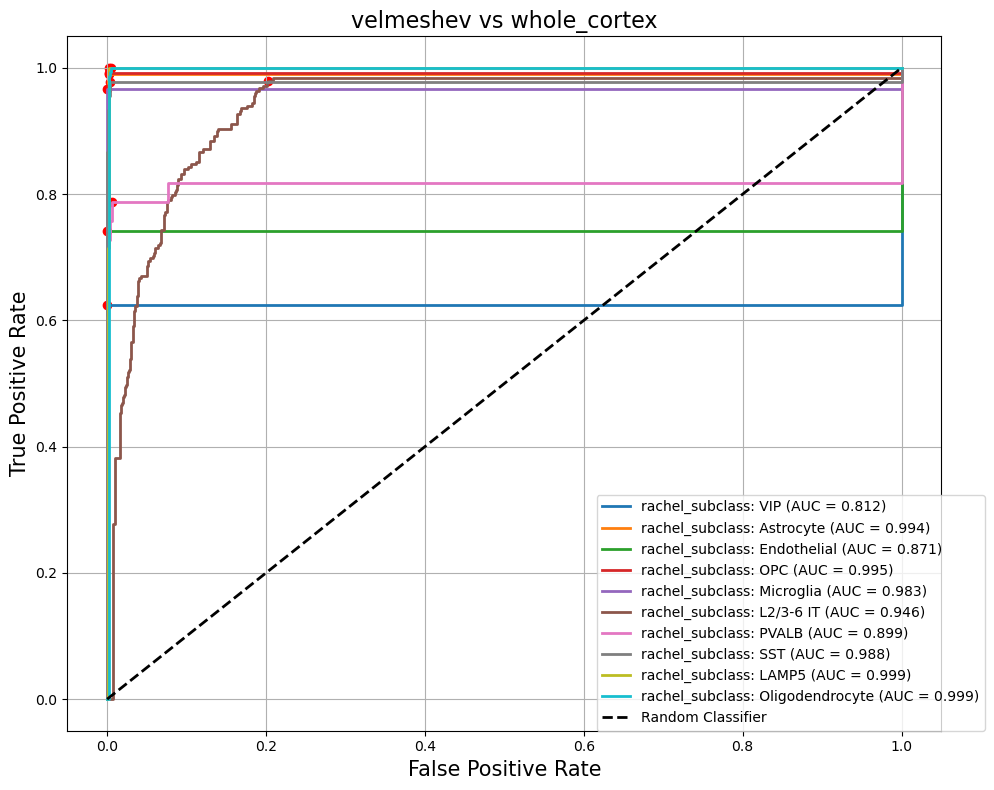 velmeshev vs whole_cortex
True Positive Rate
1.0
0.8
0.6
0.4
0.2
0.0
rachel_subclass: VIP (AUC = 0.812)
rachel_subclass: Astrocyte (AUC = 0.994)
rachel_subclass: Endothelial (AUC = 0.871)
rachel_subclass: OPC (AUC = 0.995)
rachel_subclass: Microglia (AUC = 0.983)
rachel_subclass: L2/3-6 IT (AUC = 0.946)
rachel_subclass: PVALB (AUC = 0.899)
rachel_subclass: SST (AUC = 0.988)
rachel_subclass: LAMP5 (AUC = 0.999)
rachel_subclass: Oligodendrocyte (AUC = 0.999)
Random Classifier
0.0 0.2 0.4 0.6 0.8 1.0
False Positive Rate